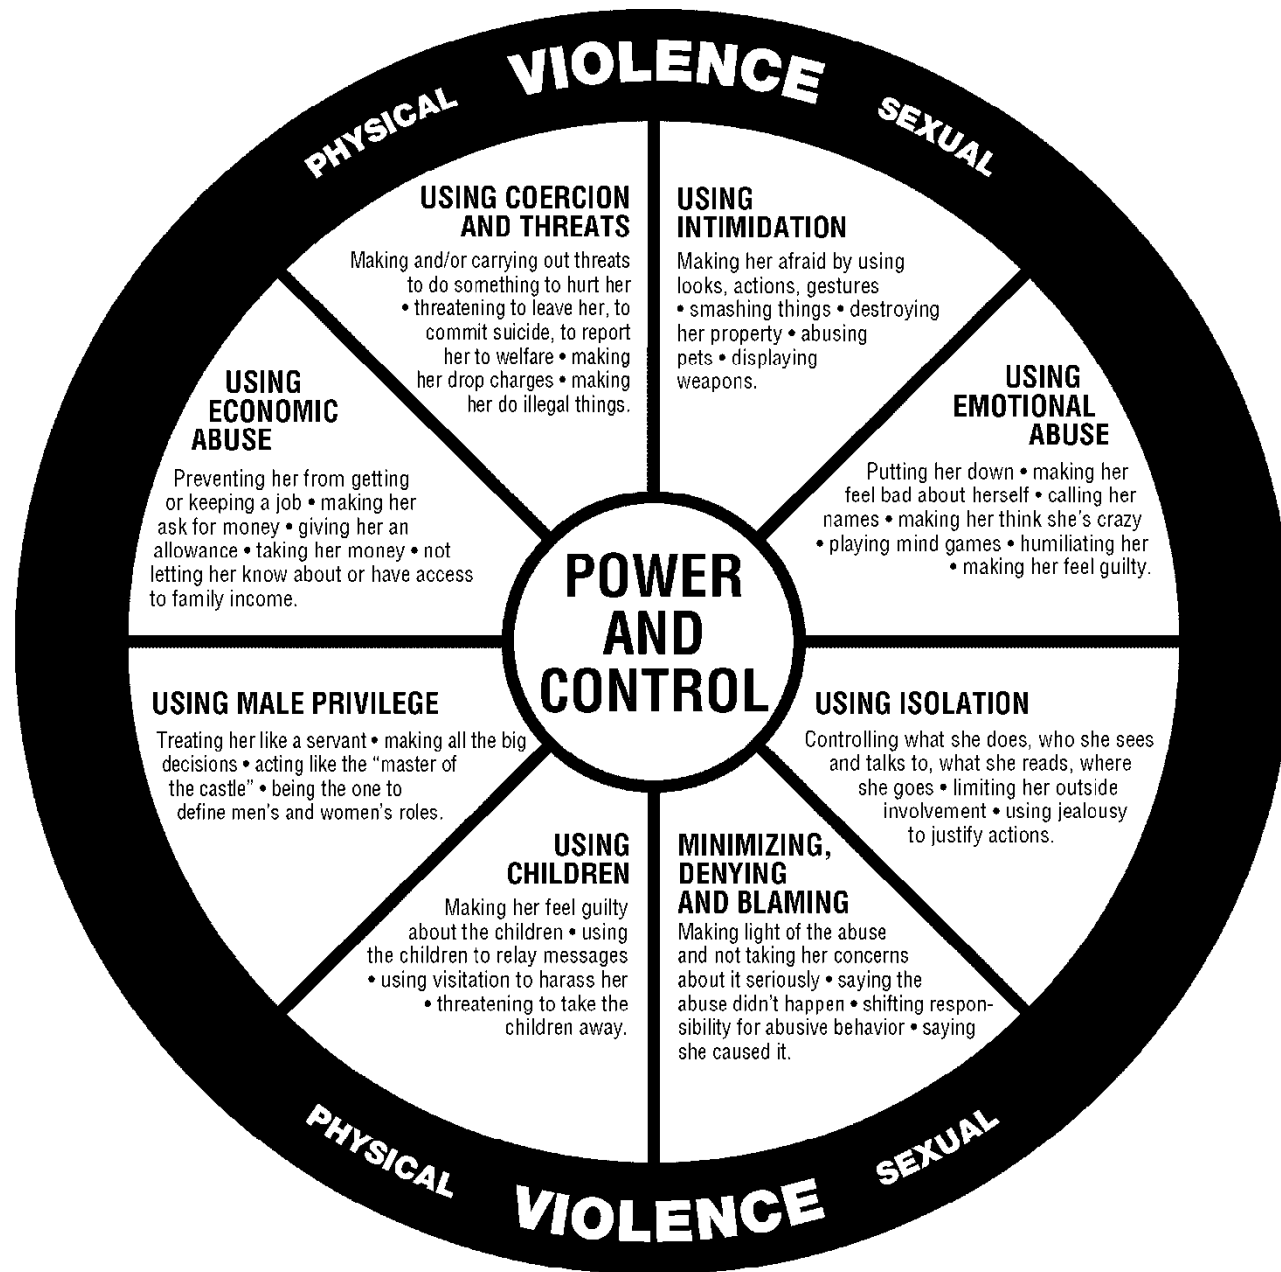 PHYSICAL VIOLENCE SEXUAL
USING COERCION
AND THREATS
Making and/or carrying out threats
to do something to hurt her
• threatening to leave her, to
commit suicide, to report
her to welfare • making
her drop charges • making
her do illegal things.
USING
INTIMIDATION
Making her afraid by using
looks, actions, gestures
• smashing things • destroying
her property • abusing
pets • displaying
weapons.
USING
ECONOMIC
ABUSE
Preventing her from getting
or keeping a job • making her
ask for money • giving her an
allowance • taking her money • not
letting her know about or have access
to family income.
USING
EMOTIONAL
ABUSE
Putting her down • making her
feel bad about herself • calling her
names • making her think she's crazy
• playing mind games • humiliating her
• making her feel guilty.
POWER
AND
CONTROL
USING MALE PRIVILEGE
Treating her like a servant • making all the big
decisions • acting like the “master of
the castle” • being the one to
define men's and women's roles.
USING ISOLATION
Controlling what she does, who she sees
and talks to, what she reads, where
she goes • limiting her outside
involvement • using jealousy
to justify actions.
USING
CHILDREN
Making her feel guilty
about the children • using
the children to relay messages
• using visitation to harass her
• threatening to take the
children away.
MINIMIZING,
DENYING
AND BLAMING
Making light of the abuse
and not taking her concerns
about it seriously • saying the
abuse didn't happen • shifting respon-
sibility for abusive behavior • saying
she caused it.
PHYSICAL VIOLENCE SEXUAL